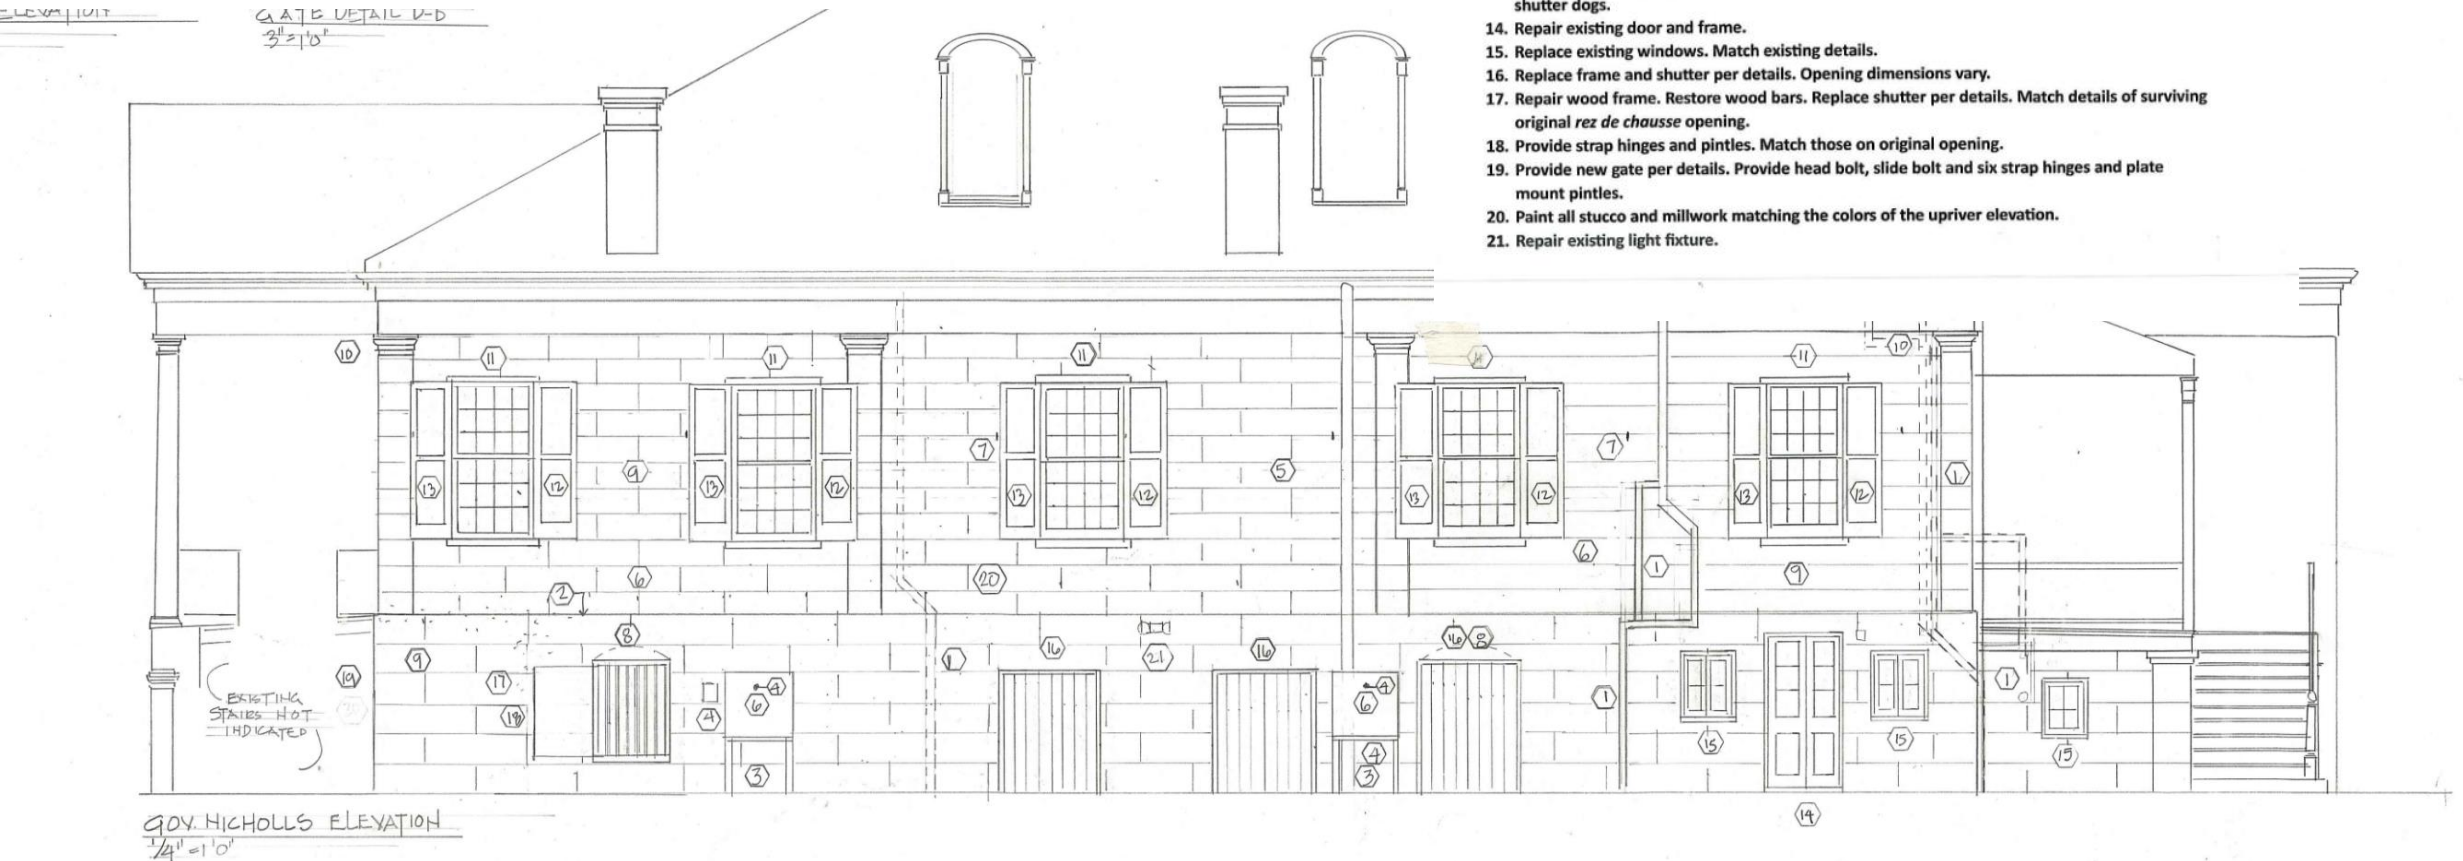 ELEVATION
GATE DETAIL D-D
3"=1'0"
shutter dogs.
14. Repair existing door and frame.
15. Replace existing windows. Match existing details.
16. Replace frame and shutter per details. Opening dimensions vary.
17. Repair wood frame. Restore wood bars. Replace shutter per details. Match details of surviving
original rez de chausse opening.
18. Provide strap hinges and pintles. Match those on original opening.
19. Provide new gate per details. Provide head bolt, slide bolt and six strap hinges and plate
mount pintles.
20. Paint all stucco and millwork matching the colors of the upriver elevation.
21. Repair existing light fixture.
10 11 11 11 11 11 10
7 7
9 5 1
13 12 13 12 13 12 13 12 13 12
6 2 20 6 1 9
8 16 21 16 16 8
9 1
19 17 4 4 1 1
18 4 6 6
15 15 15
3 4
3
14
EXISTING
STAIRS NOT
INDICATED
GOV. NICHOLLS ELEVATION
1/4"=1'0"